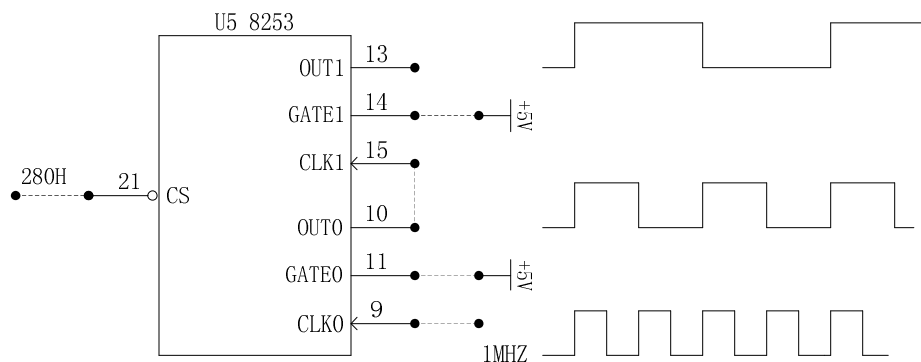 U5 8253
OUT1 13
GATE1 14 +5V
CLK1 15
280H 21 CS
OUT0 10
GATE0 11 +5V
CLK0 9
1MHZ